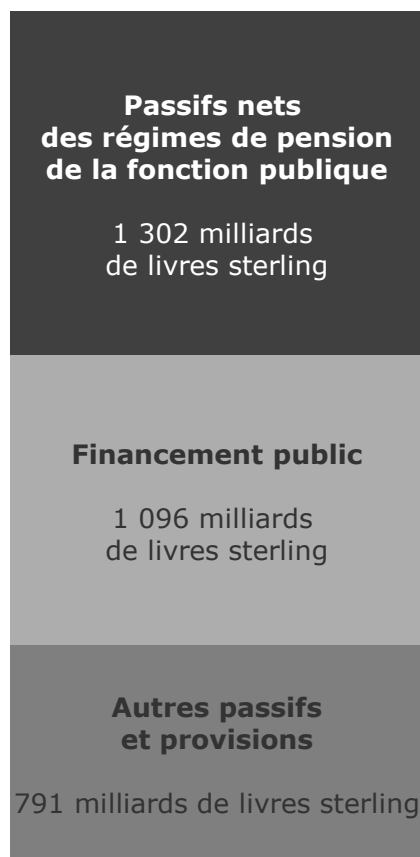 Passifs nets
des régimes de pension
de la fonction publique
1 302 milliards
de livres sterling
Financement public
1 096 milliards
de livres sterling
Autres passifs
et provisions
791 milliards de livres sterling